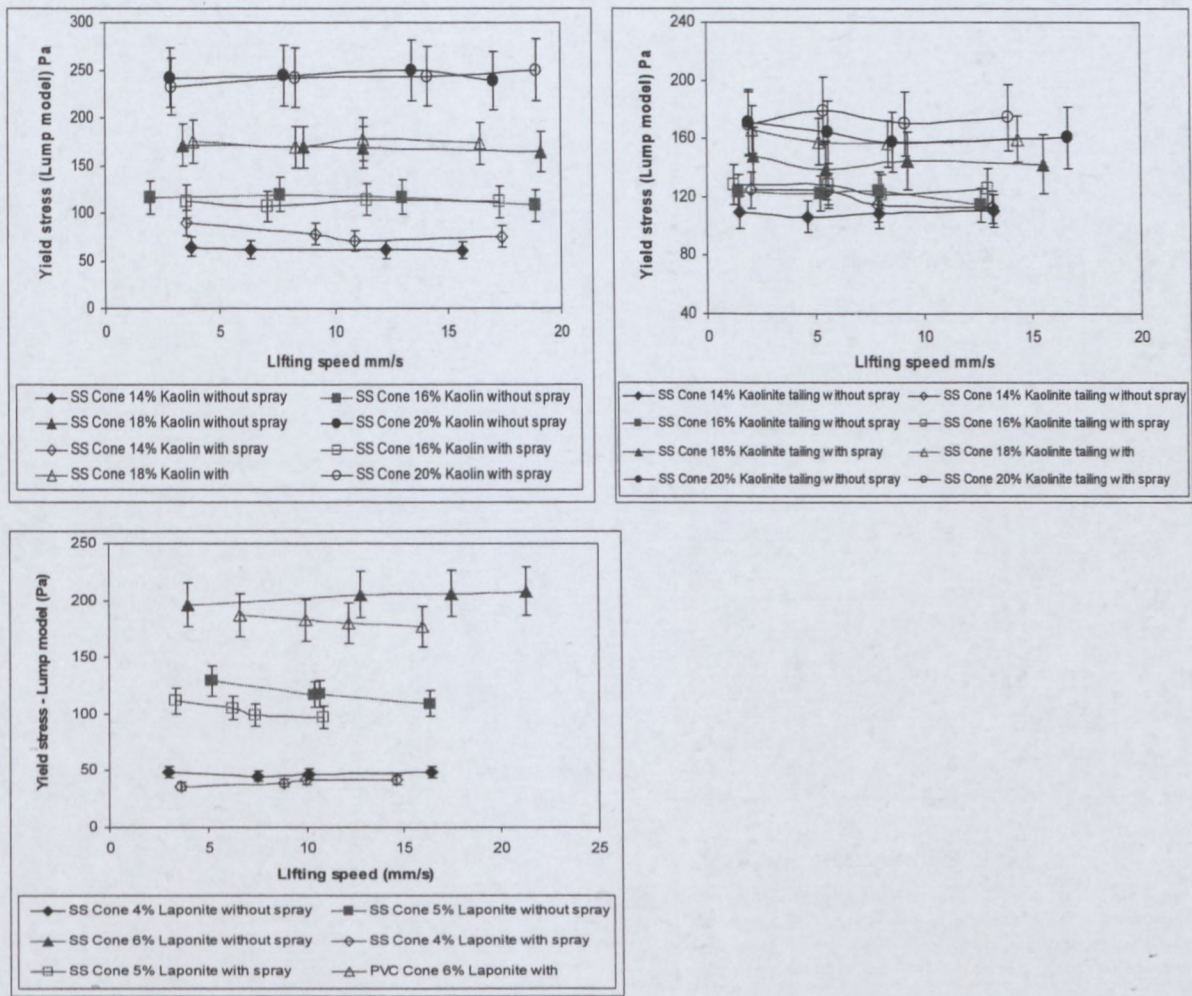 Yield stress (Lump model) Pa
300
250
200
150
100
50
0
0
5
10
15
20
LIfting speed mm/s
SS Cone 14% Kaolin without spray
SS Cone 16% Kaolin without spray
SS Cone 18% Kaolin without spray
SS Cone 20% Kaolin without spray
SS Cone 14% Kaolin with spray
SS Cone 16% Kaolin with spray
SS Cone 18% Kaolin with
SS Cone 20% Kaolin with spray
Yield stress (Lump model) Pa
240
200
160
120
80
40
0
5
10
15
20
LIfting speed mm/s
SS Cone 14% Kaolinite tailing without spray
SS Cone 14% Kaolinite tailing without spray
SS Cone 16% Kaolinite tailing without spray
SS Cone 16% Kaolinite tailing with spray
SS Cone 18% Kaolinite tailing with spray
SS Cone 18% Kaolinite tailing with
SS Cone 20% Kaolinite tailing without spray
SS Cone 20% Kaolinite tailing with spray
Yield stress - Lump model (Pa)
250
200
150
100
50
0
0
5
10
15
20
25
LIfting speed (mm/s)
SS Cone 4% Laponite without spray
SS Cone 5% Laponite without spray
SS Cone 6% Laponite without spray
SS Cone 4% Laponite with spray
SS Cone 5% Laponite with spray
PVC Cone 6% Laponite with